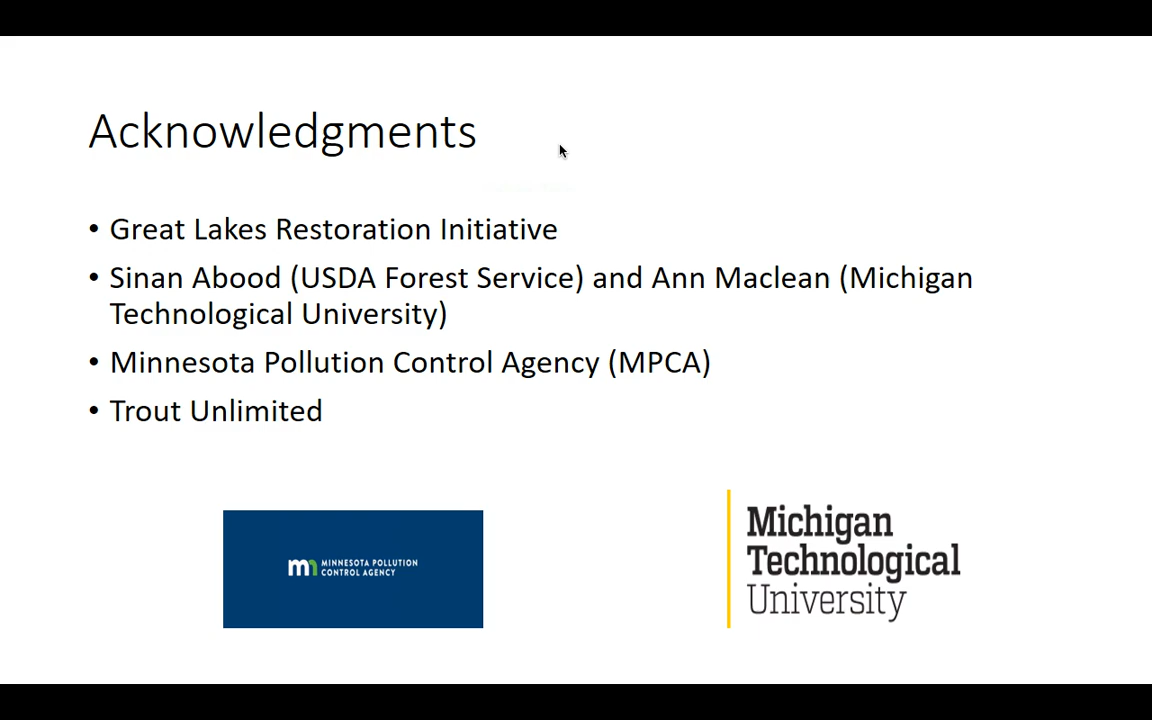 Acknowledgments
• Great Lakes Restoration Initiative
• Sinan Abood (USDA Forest Service) and Ann Maclean (Michigan
Technological University)
• Minnesota Pollution Control Agency (MPCA)
• Trout Unlimited
mn MINNESOTA POLLUTION
CONTROL AGENCY
Michigan
Technological
University